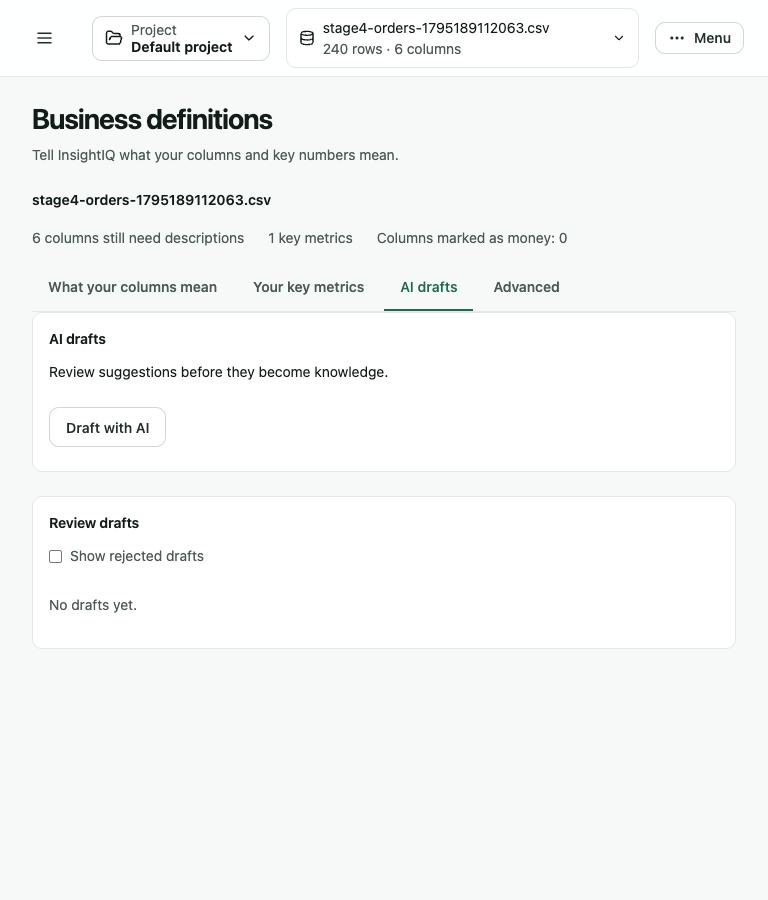 Project
Default project
stage4-orders-1795189112063.csv
240 rows · 6 columns
Menu
Business definitions
Tell InsightIQ what your columns and key numbers mean.
stage4-orders-1795189112063.csv
6 columns still need descriptions 1 key metrics Columns marked as money: 0
What your columns mean Your key metrics AI drafts Advanced
AI drafts
Review suggestions before they become knowledge.
Draft with AI
Review drafts
Show rejected drafts
No drafts yet.